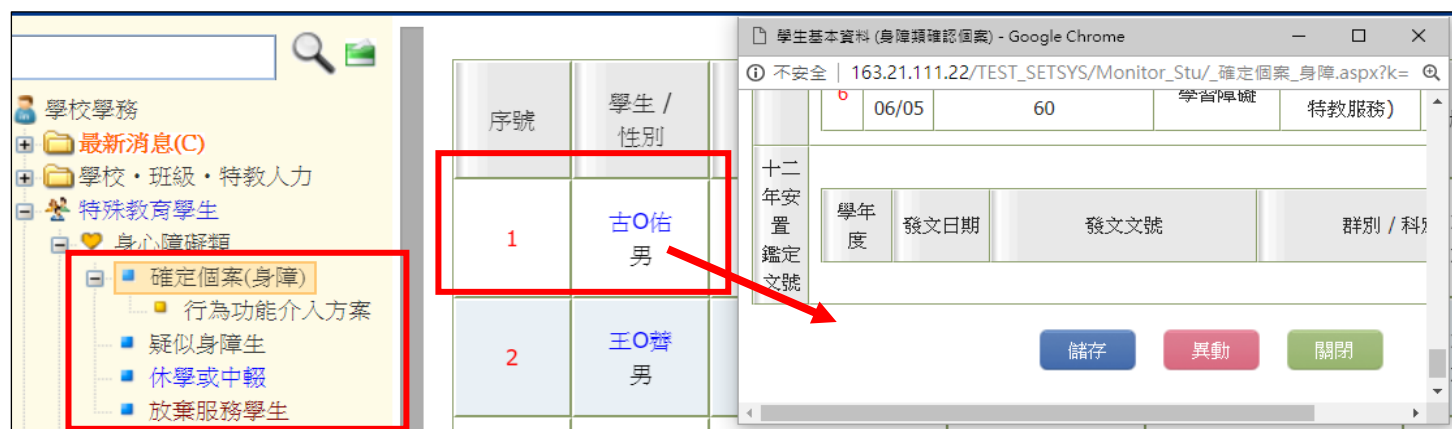 學校學務
最新消息(C)
學校・班級・特教人力
特殊教育學生
身心障礙類
確定個案(身障)
行為功能介入方案
疑似身障生
休學或中輟
放棄服務學生
序號
學生 /
性別
1
古O佑
男
2
王O薺
男
學生基本資料 (身障類確認個案) - Google Chrome
不安全 | 163.21.111.22/TEST_SETSYS/Monitor_Stu/_確定個案_身障.aspx?k=
6
06/05
60
學習障礙
特教服務)
十二
年安
置
鑑定
文號
學年
度
發文日期
發文文號
群別 / 科別
儲存
異動
關閉